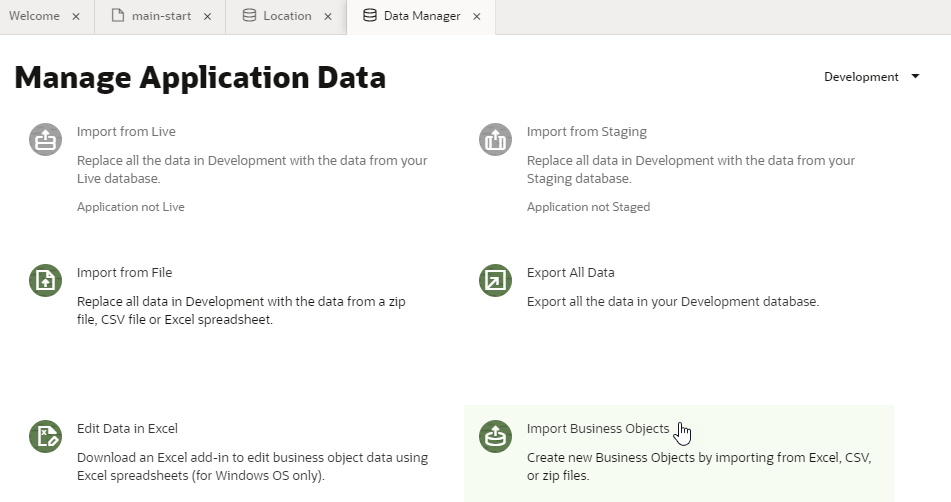 Welcome
main-start
Location
Data Manager
Manage Application Data
Development
Import from Live
Replace all the data in Development with the data from your
Live database.
Application not Live
Import from Staging
Replace all data in Development with the data from your
Staging database.
Application not Staged
Import from File
Replace all data in Development with the data from a zip
file, CSV file or Excel spreadsheet.
Export All Data
Export all the data in your Development database.
Edit Data in Excel
Download an Excel add-in to edit business object data using
Excel spreadsheets (for Windows OS only).
Import Business Objects
Create new Business Objects by importing from Excel, CSV,
or zip files.